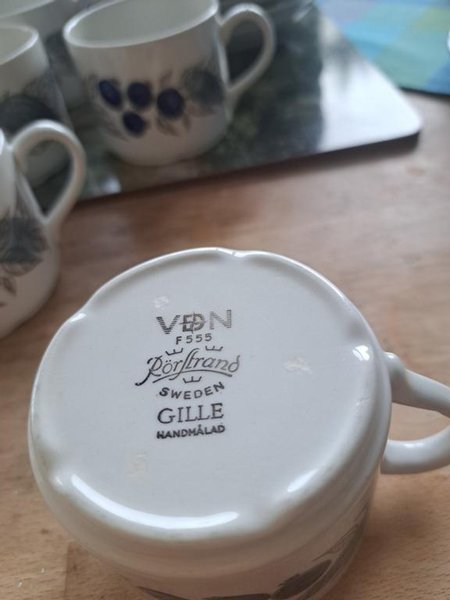 VDN
F555
Rörstrand
SWEDEN
GILLE
HANDMÅLAD